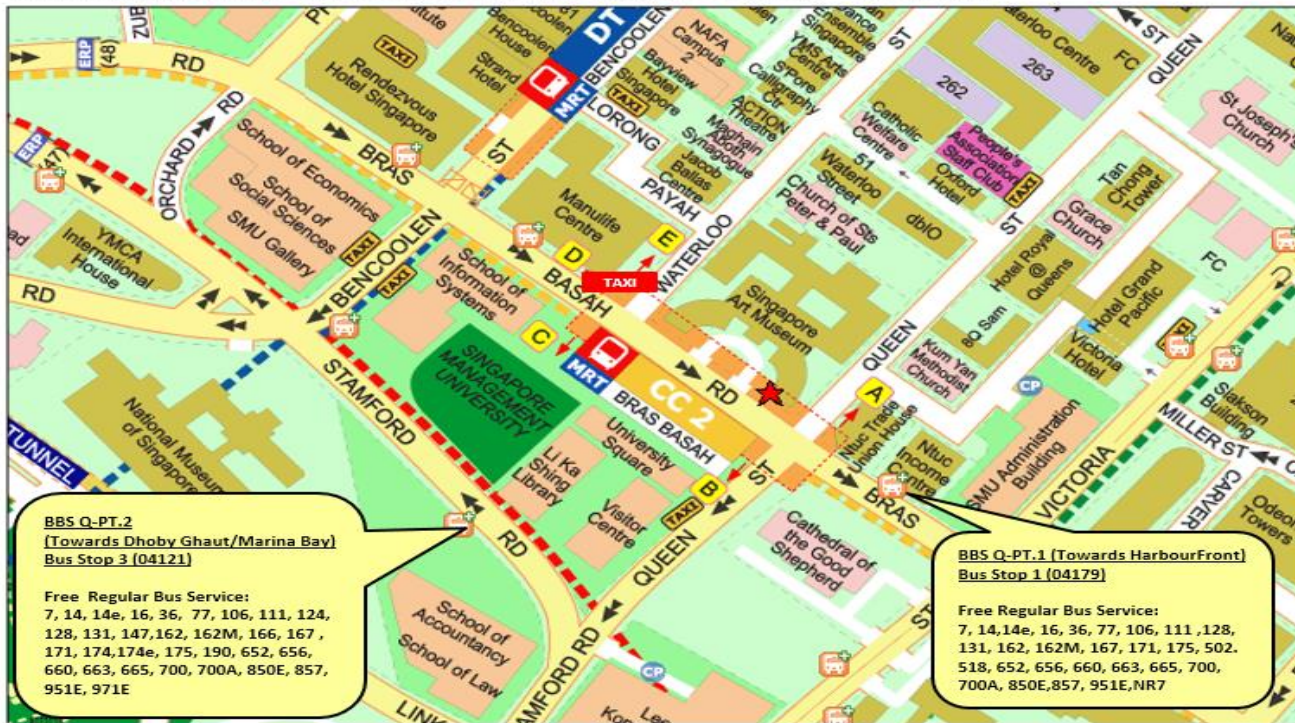 ERP
(48)
RD
ZUB
TAXI
Rendezvous
Hotel Singapore
Bencoolen
House
Strand
Hotel
DT
MRT
BENCOOLEN
ST
NAFA
Campus
2
Bayview
Hotel
Singapore
TAXI
LORONG
PAYAH
YMS Arts
Centre
S'Pore
Calligraphy
Ctr
ACTION
Theatre
Maghain
Aboth
Synagogue
Jacob
Ballas
Centre
Ensemble
Singapore
ST
Waterloo Centre
FC
262
263
QUEEN
ST
St Joseph's
Church
Catholic
Welfare
Centre
People's
Association
Staff Club
TAXI
Oxford
Hotel
51
Waterloo
Street
Church of Sts
Peter & Paul
dblO
Tan
Chong
Tower
Grace
Church
Hotel Royal
@
Queens
Hotel Grand
Pacific
FC
TAXI
8Q Sam
Kum Yan
Methodist
Church
Victoria
Hotel
CP
ERP
ORCHARD RD
School of Economics
School of
Social Sciences
SMU Gallery
BRAS
BASAH
RD
BRAS
TAXI
TAXI
BENCOOLEN
Manulife
Centre
D
E
TAXI
WATERLOO
Singapore
Art Museum
QUEEN
A
YMCA
International
House
RD
School of
Information
Systems
C
MRT
CC 2
BRAS BASAH
SINGAPORE
MANAGEMENT
UNIVERSITY
STAMFORD
RD
University
Square
Li Ka
Shing
Library
Visitor
Centre
B
TAXI
ST
QUEEN
Ntuc Trade
Union House
Ntuc
Income
Centre
SMU Administration
Building
VICTORIA
Siakson
Building
MILLER ST
CARVER
Odeon
Towers
National Museum
of Singapore
TUNNEL
Cathedral of
the Good
Shepherd
School of
Accountancy
School of Law
STAMFORD RD
LINK
CP
BBS Q-PT.2
(Towards Dhoby Ghaut/Marina Bay)
Bus Stop 3 (04121)
Free Regular Bus Service:
7, 14, 14e, 16, 36, 77, 106, 111, 124,
128, 131, 147,162, 162M, 166, 167 ,
171, 174,174e, 175, 190, 652, 656,
660, 663, 665, 700, 700A, 850E, 857,
951E, 971E
BBS Q-PT.1 (Towards HarbourFront)
Bus Stop 1 (04179)
Free Regular Bus Service:
7, 14,14e, 16, 36, 77, 106, 111 ,128,
131, 162, 162M, 167, 171, 175, 502.
518, 652, 656, 660, 663, 665, 700,
700A, 850E,857, 951E,NR7